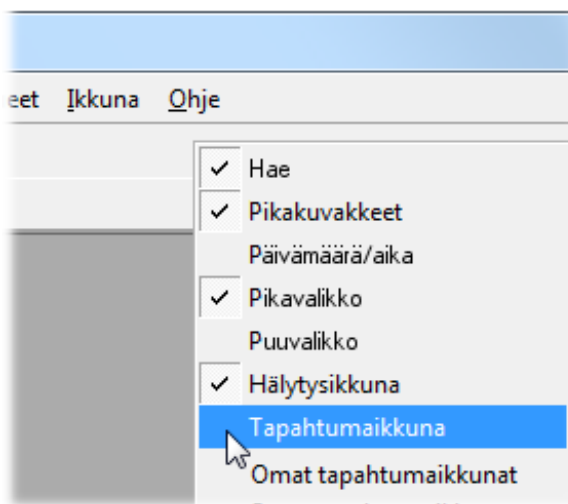 eet Ikkuna Ohje
Hae
Pikakuvakkeet
Päivämäärä/aika
Pikavalikko
Puuvalikko
Hälytysikkuna
Tapahtumaikkuna
Omat tapahtumaikkunat